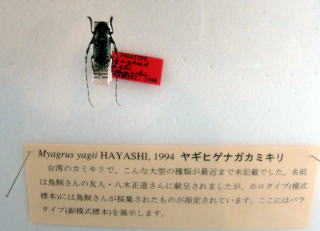 PARATYPE
Myagrus yagii HAYASHI, 1994 ヤギヒゲナガカミキリ
台湾のカミキリで、こんな大型の種類が最近まで未記載でした。名前
は鳥飼さんの友人・八木正道さんに献呈されましたが、ホロタイプ(模式
標本)には鳥飼さんが採集されたものが指定されています。ここにはパラ
タイプ(副模式標本)を展示します。